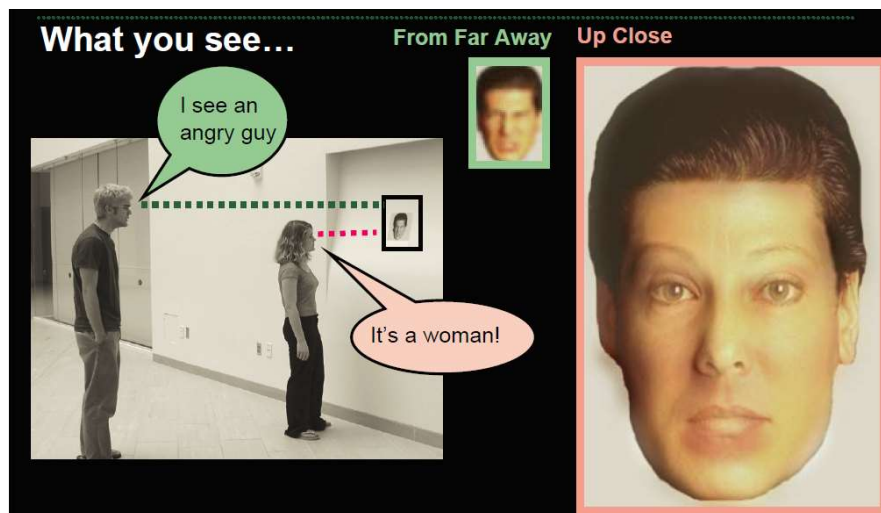 What you see…
From Far Away
Up Close
I see an
angry guy
It's a woman!